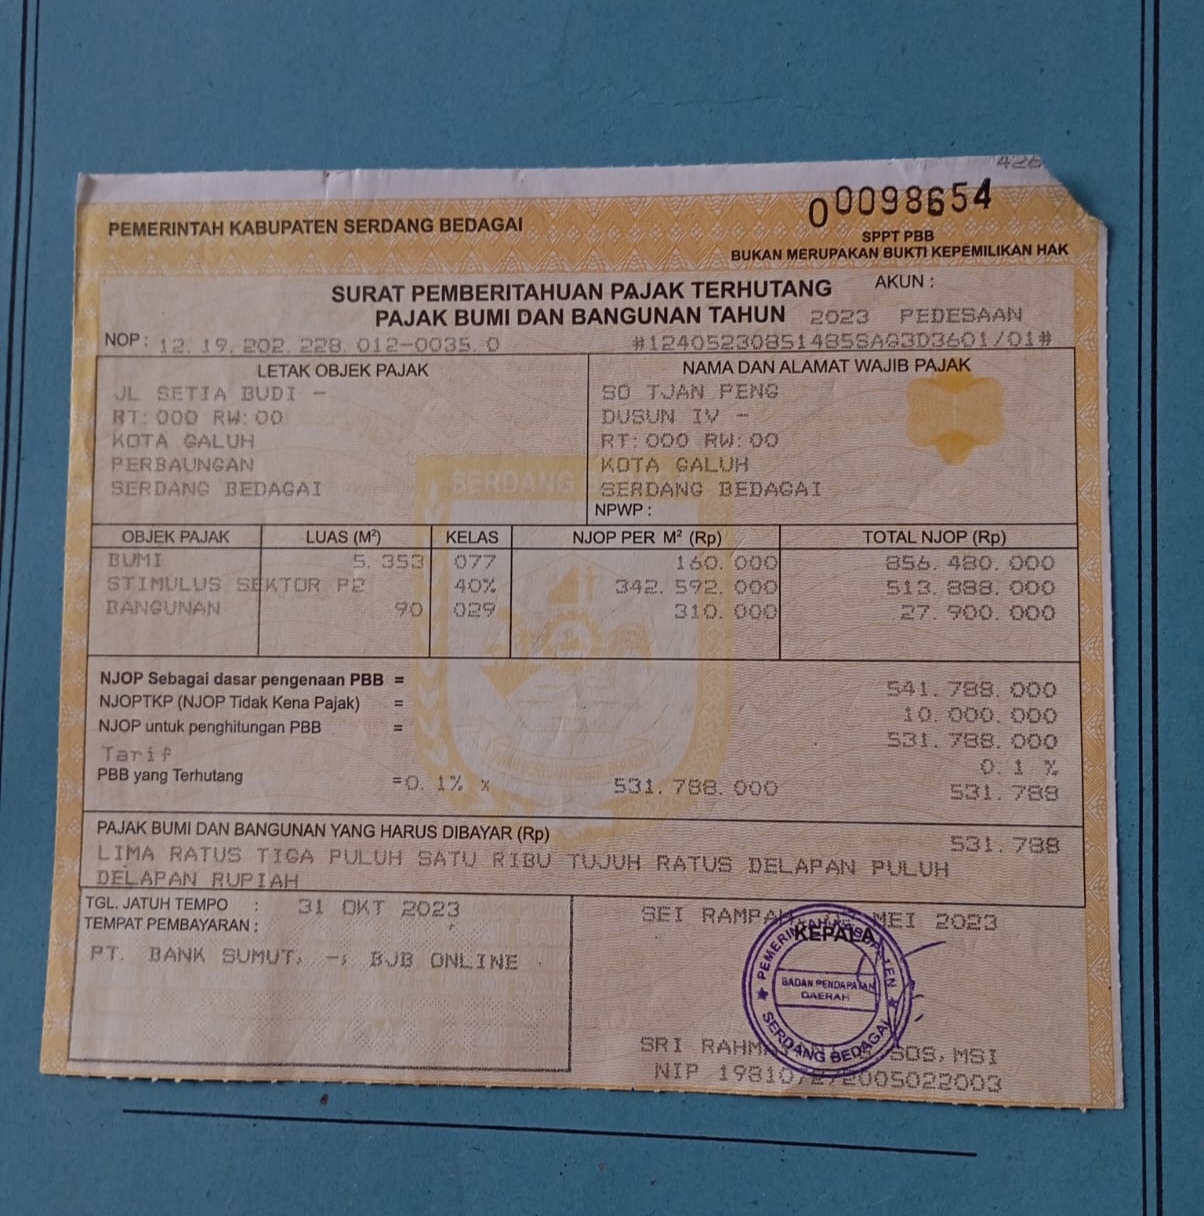 426
00098654
PEMERINTAH KABUPATEN SERDANG BEDAGAI
SPPT PBB
BUKAN MERUPAKAN BUKTI KEPEMILIKAN HAK
AKUN :
SURAT PEMBERITAHUAN PAJAK TERHUTANG
PAJAK BUMI DAN BANGUNAN TAHUN 2023 PEDESAAN
NOP : 12.19.202.228.012-0035.0 #1240523085148SSAQ3D3601/01#
LETAK OBJEK PAJAK
JL SETIA BUDI -
RT:000 RW:00
KOTA GALUH
PERBAUNGAN
SERDANG BEDAGAI
NAMA DAN ALAMAT WAJIB PAJAK
SO TJAN PENG
DUSUN IV -
RT:000 RW:00
KOTA GALUH
SERDANG BEDAGAI
NPWP :
SERDANG
OBJEK PAJAK LUAS (M²) KELAS NJOP PER M² (Rp) TOTAL NJOP (Rp)
BUMI 5.353 077 160.000 856.480.000
STIMULUS SEKTOR P2 40% 342.592.000 513.888.000
BANGUNAN 90 029 310.000 27.900.000
NJOP Sebagai dasar pengenaan PBB = 541.788.000
NJOPTKP (NJOP Tidak Kena Pajak) = 10.000.000
NJOP untuk penghitungan PBB = 531.788.000
Tarif 0.1 %
PBB yang Terhutang =0.1% x 531.788.000 531.788
PAJAK BUMI DAN BANGUNAN YANG HARUS DIBAYAR (Rp) 531.788
LIMA RATUS TIGA PULUH SATU RIBU TUJUH RATUS DELAPAN PULUH
DELAPAN RUPIAH
TGL. JATUH TEMPO : 31 OKT 2023
TEMPAT PEMBAYARAN :
PT. BANK SUMUT, -, BJB ONLINE
SEI RAMPAH, MEI 2023
KEPALA
PEMERINTAH KABUPATEN
BADAN PENDAPATAN
DAERAH
SERDANG BEDAGAI
SRI SOS,MSI
NIP